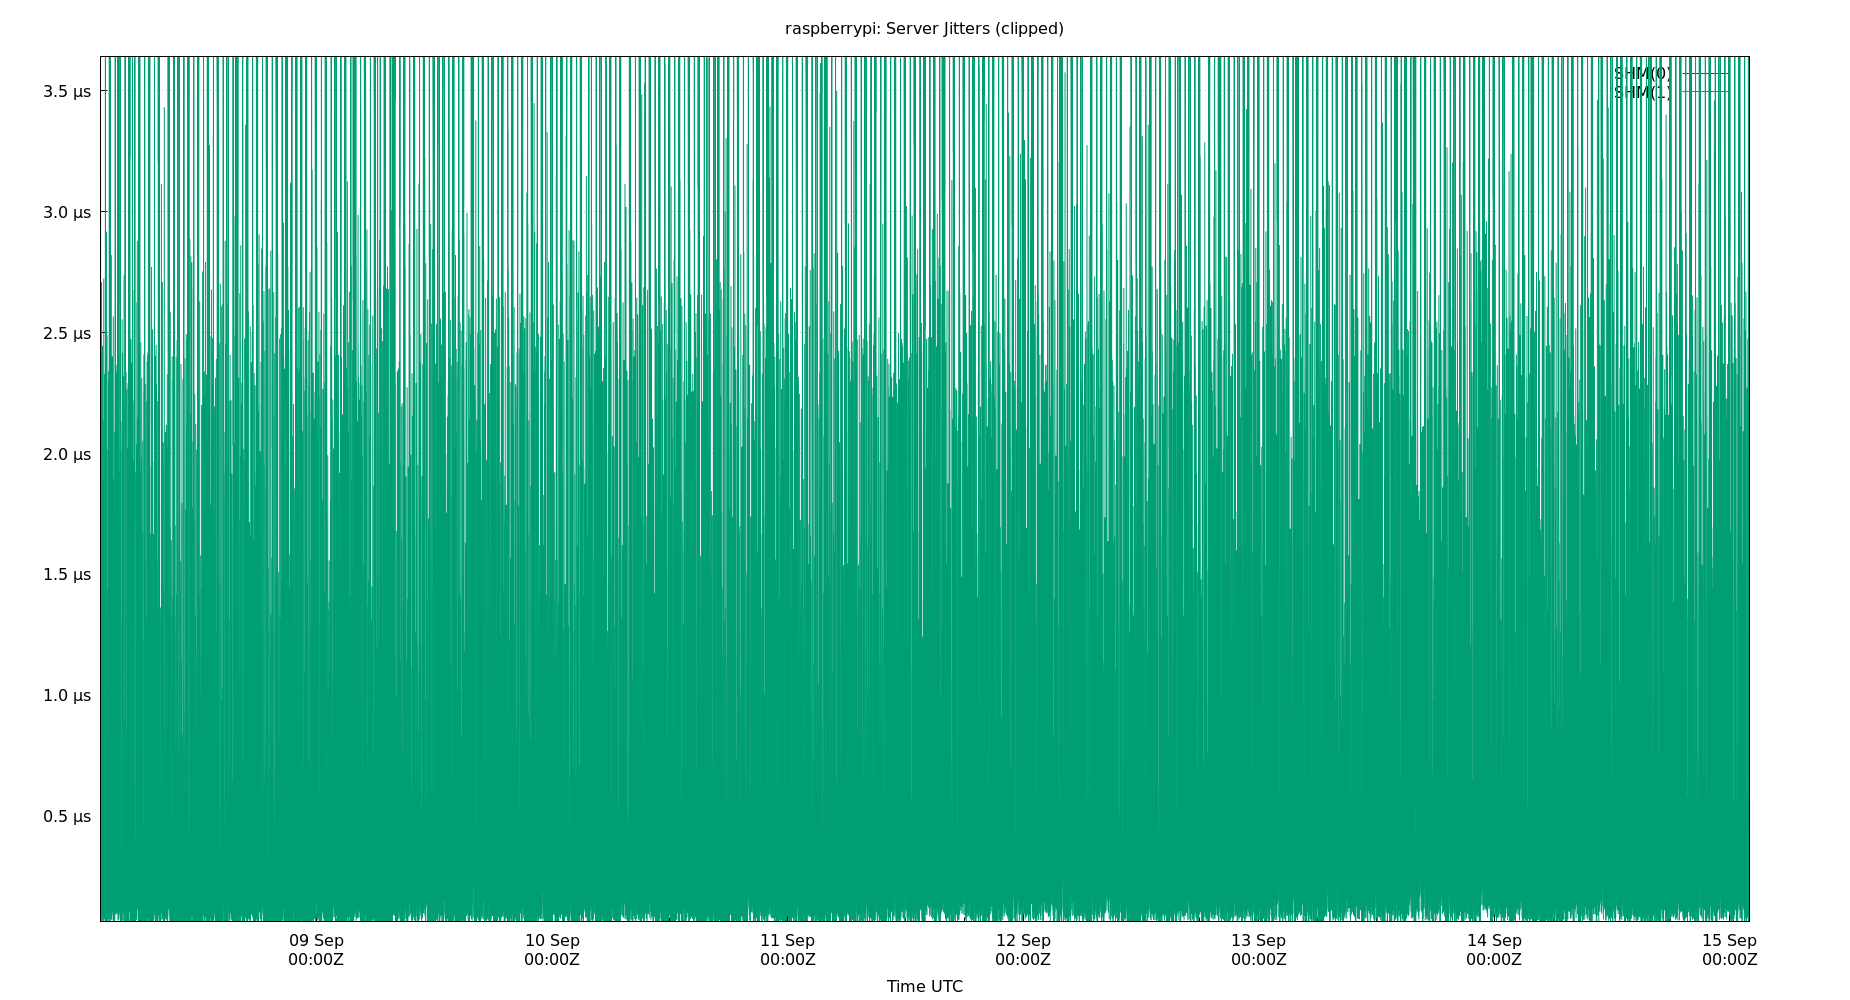 raspberrypi: Server Jitters (clipped)
SHM(0)
SHM(1)
3.5 µs
3.0 µs
2.5 µs
2.0 µs
1.5 µs
1.0 µs
0.5 µs
09 Sep 10 Sep 11 Sep 12 Sep 13 Sep 14 Sep 15 Sep
00:00Z 00:00Z 00:00Z 00:00Z 00:00Z 00:00Z 00:00Z
Time UTC